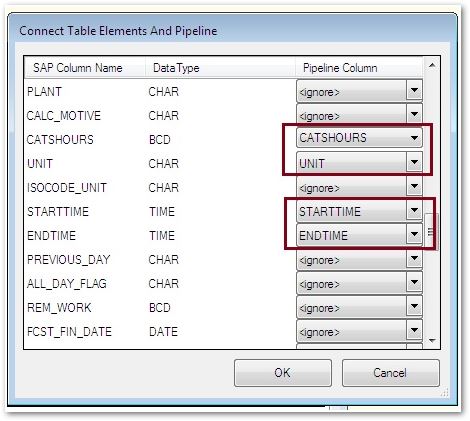 Connect Table Elements And Pipeline
SAP Column Name DataType Pipeline Column
PLANT CHAR <ignore>
CALC_MOTIVE CHAR <ignore>
CATSHOURS BCD CATSHOURS
UNIT CHAR UNIT
ISOCODE_UNIT CHAR <ignore>
STARTTIME TIME STARTTIME
ENDTIME TIME ENDTIME
PREVIOUS_DAY CHAR <ignore>
ALL_DAY_FLAG CHAR <ignore>
REM_WORK BCD <ignore>
FCST_FIN_DATE DATE <ignore>
OK Cancel